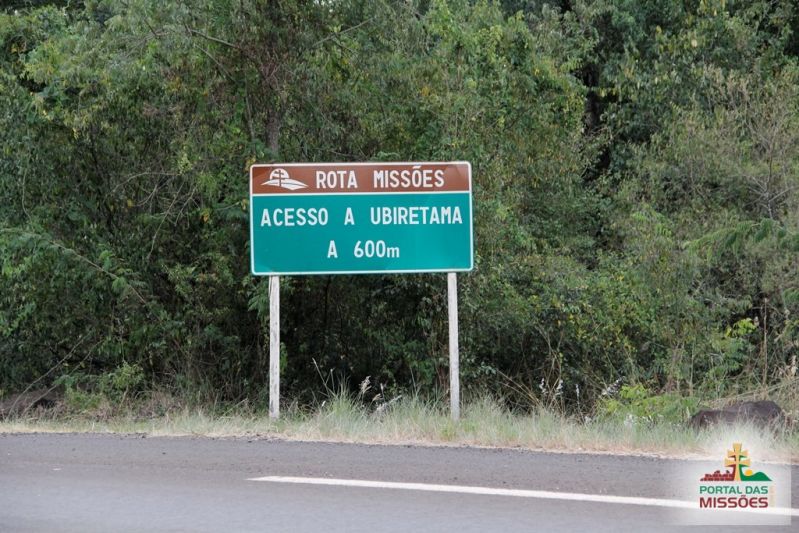 ROTA MISSÕES
ACESSO A UBIRETAMA
A 600m
PORTAL DAS
MISSÕES